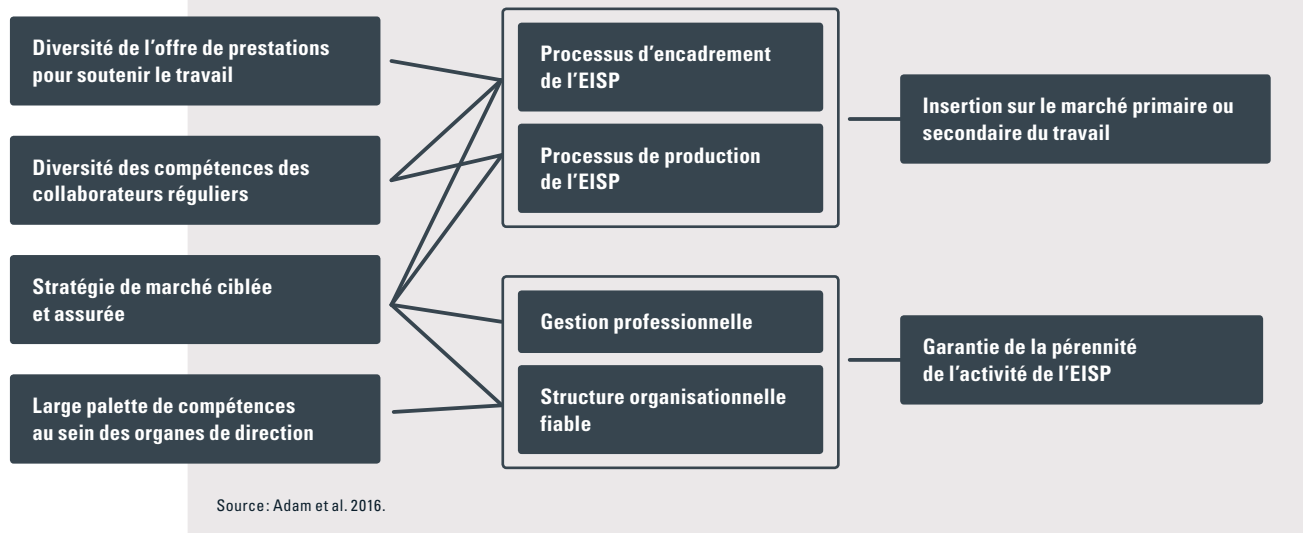 Diversité de l’offre de prestations
pour soutenir le travail
Diversité des compétences des
collaborateurs réguliers
Stratégie de marché ciblée
et assurée
Large palette de compétences
au sein des organes de direction
Processus d’encadrement
de l’EISP
Processus de production
de l’EISP
Gestion professionnelle
Structure organisationnelle
fiable
Insertion sur le marché primaire ou
secondaire du travail
Garantie de la pérennité
de l’activité de l’EISP
Source: Adam et al. 2016.